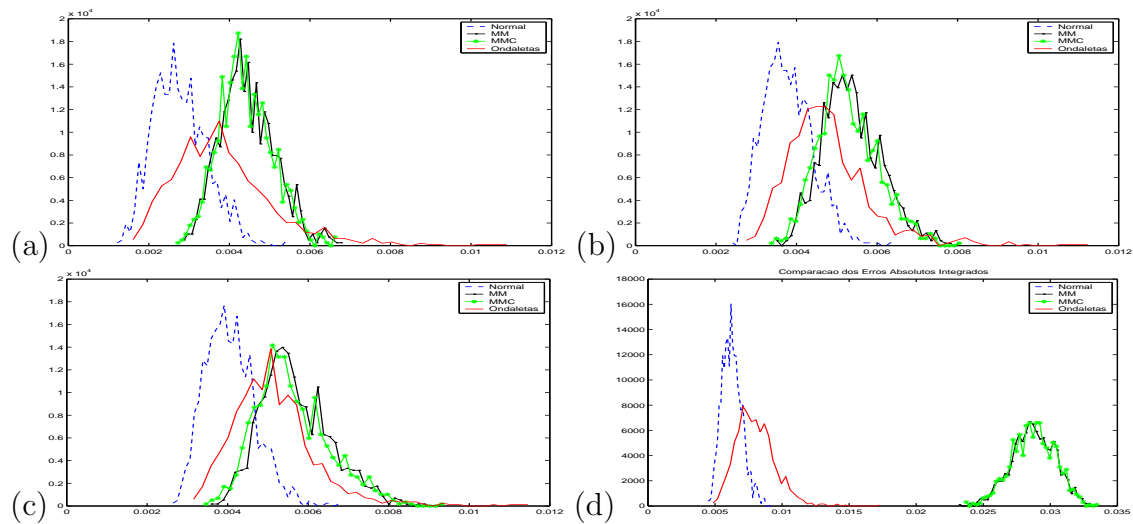 x 10^4
2
1.8
1.6
1.4
1.2
1
0.8
0.6
0.4
0.2
0
0 0.002 0.004 0.006 0.008 0.01 0.012
Normal
MM
MMC
Ondaletas
(a)
x 10^4
2
1.8
1.6
1.4
1.2
1
0.8
0.6
0.4
0.2
0
0 0.002 0.004 0.006 0.008 0.01 0.012
Normal
MM
MMC
Ondaletas
(b)
x 10^4
2
1.8
1.6
1.4
1.2
1
0.8
0.6
0.4
0.2
0
0 0.002 0.004 0.006 0.008 0.01 0.012
Normal
MM
MMC
Ondaletas
(c)
Comparacao dos Erros Absolutos Integrados
18000
16000
14000
12000
10000
8000
6000
4000
2000
0
0 0.005 0.01 0.015 0.02 0.025 0.03 0.035
Normal
MM
MMC
Ondaletas
(d)